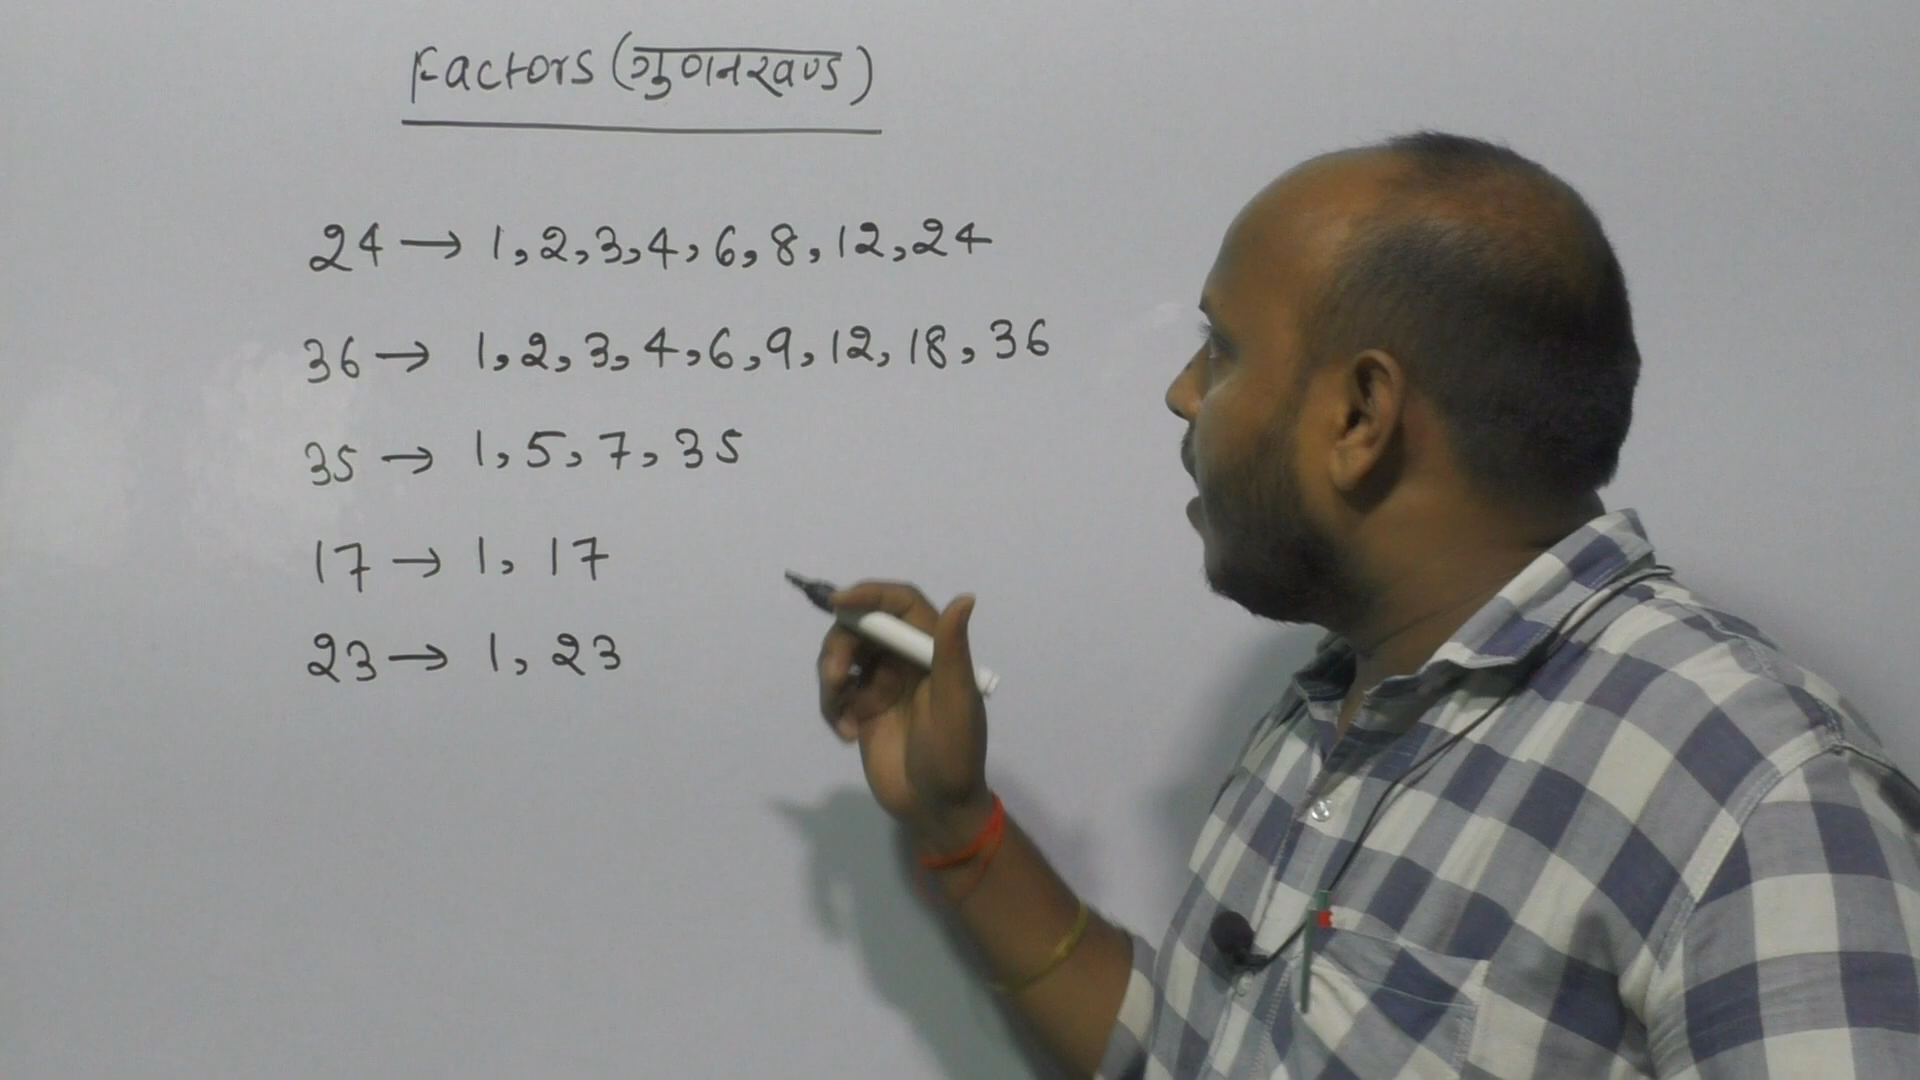 Factors (गुणनखण्ड)
24 → 1, 2, 3, 4, 6, 8, 12, 24
36 → 1, 2, 3, 4, 6, 9, 12, 18, 36
35 → 1, 5, 7, 35
17 → 1, 17
23 → 1, 23